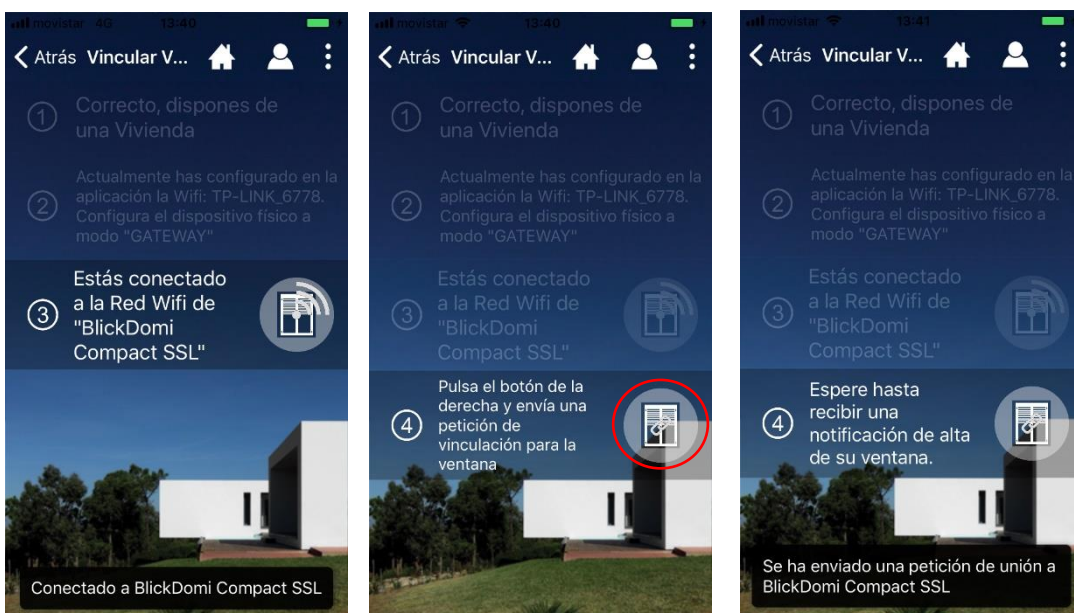 movistar 4G 13:40
Atrás Vincular V...
1 Correcto, dispones de
una Vivienda
2 Actualmente has configurado en la
aplicación la Wifi: TP-LINK_6778.
Configura el dispositivo físico a
modo "GATEWAY"
3 Estás conectado
a la Red Wifi de
"BlickDomi
Compact SSL"
Conectado a BlickDomi Compact SSL
movistar 13:40
Atrás Vincular V...
1 Correcto, dispones de
una Vivienda
2 Actualmente has configurado en la
aplicación la Wifi: TP-LINK_6778.
Configura el dispositivo físico a
modo "GATEWAY"
3 Estás conectado
a la Red Wifi de
"BlickDomi
Compact SSL"
4 Pulsa el botón de la
derecha y envía una
petición de
vinculación para la
ventana
movistar 13:41
Atrás Vincular V...
1 Correcto, dispones de
una Vivienda
2 Actualmente has configurado en la
aplicación la Wifi: TP-LINK_6778.
Configura el dispositivo físico a
modo "GATEWAY"
3 Estás conectado
a la Red Wifi de
"BlickDomi
Compact SSL"
4 Espere hasta
recibir una
notificación de alta
de su ventana.
Se ha enviado una petición de unión a
BlickDomi Compact SSL